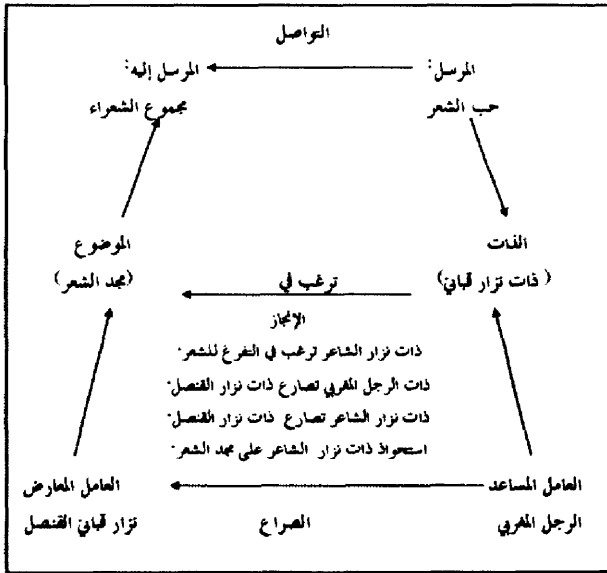 التواصل
المرسل: المرسل إليه:
حب الشعر مجموع الشعراء
الذات الموضوع
( ذات نزار قباني) (مجد الشعر)
ترغب في
الإنجاز
ذات نزار الشاعر ترغب في التفرغ للشعر.
ذات الرجل المغربي تصارع ذات نزار القنصل.
ذات نزار الشاعر تصارع ذات نزار القنصل.
استحواذ ذات نزار الشاعر على مجد الشعر.
العامل المساعد العامل المعارض
الرجل المغربي الصراع نزار قباني القنصل